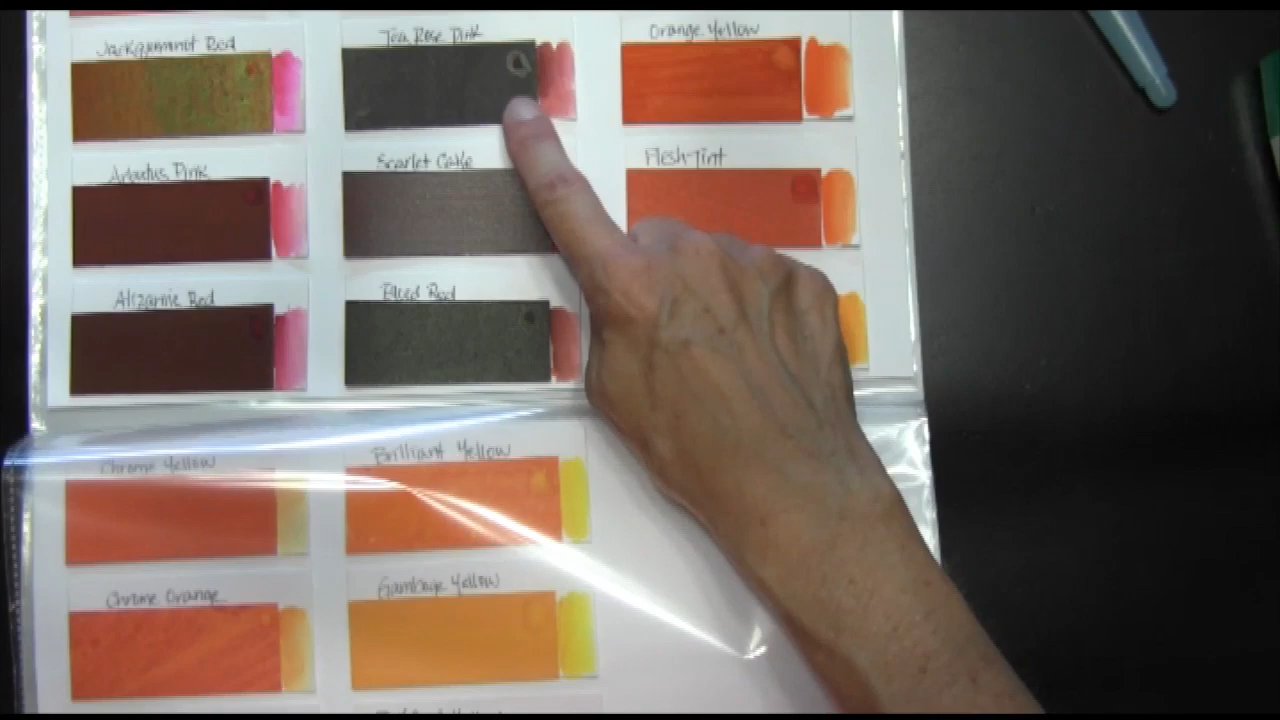 Jacqueminot Red
Tea Rose Pink
Orange Yellow
Arbutus Pink
Scarlet Cake
Flesh Tint
Alizarine Red
Blood Red
Chrome Yellow
Brilliant Yellow
Chrome Orange
Gamboge Yellow